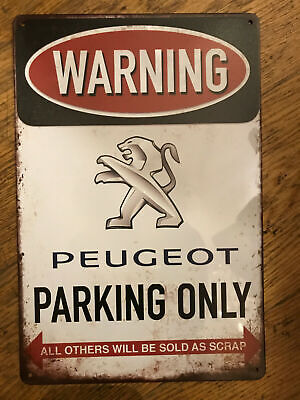 WARNING
PEUGEOT
PARKING ONLY
ALL OTHERS WILL BE SOLD AS SCRAP